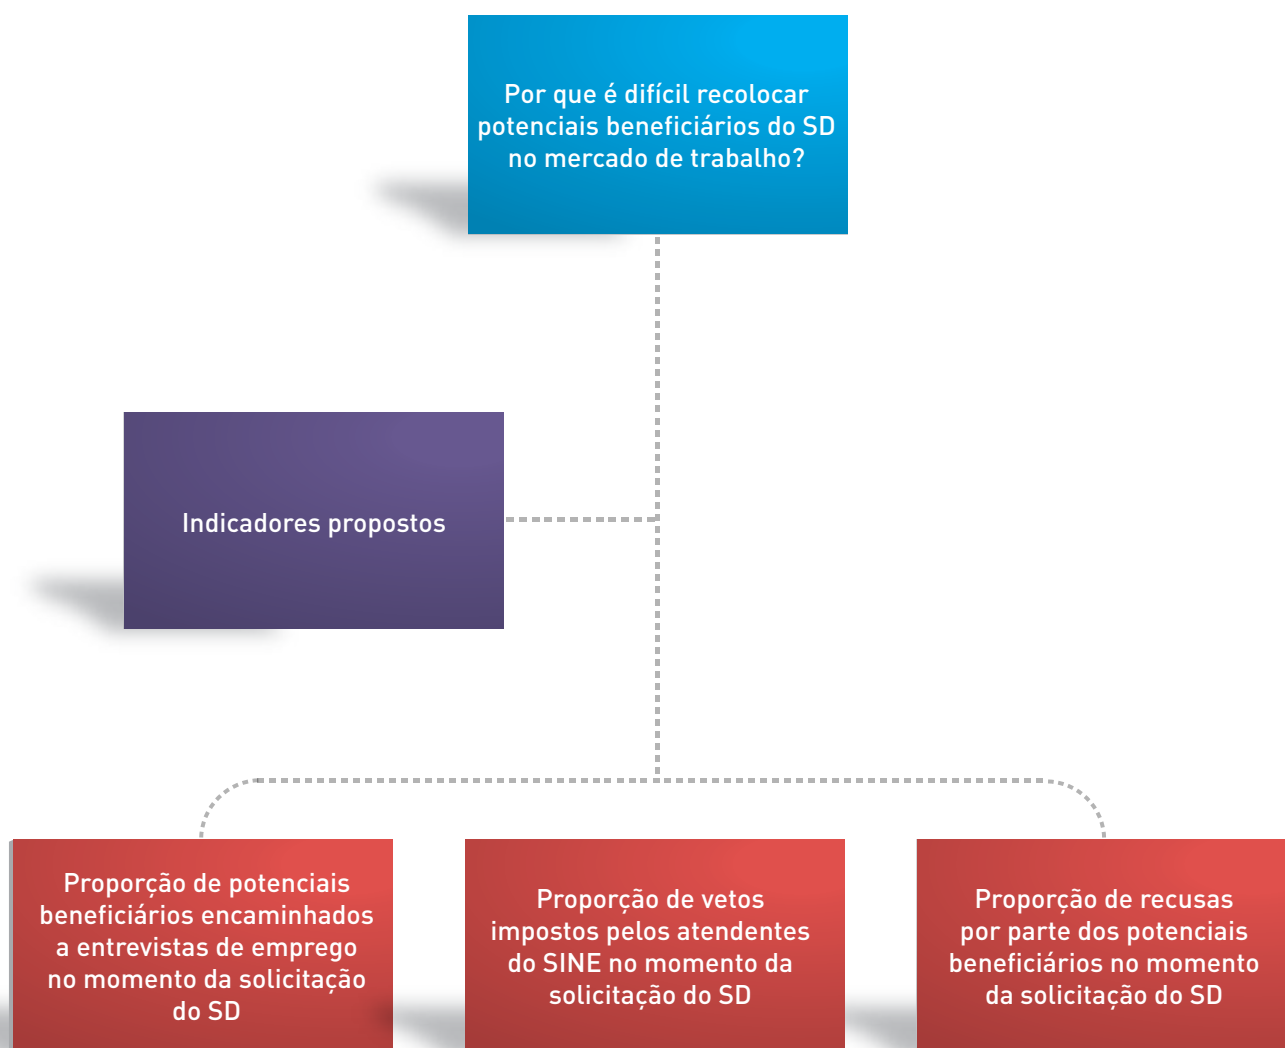 Por que é difícil recolocar
potenciais beneficiários do SD
no mercado de trabalho?
Indicadores propostos
Proporção de potenciais
beneficiários encaminhados
a entrevistas de emprego
no momento da solicitação
do SD
Proporção de vetos
impostos pelos atendentes
do SINE no momento da
solicitação do SD
Proporção de recusas
por parte dos potenciais
beneficiários no momento
da solicitação do SD